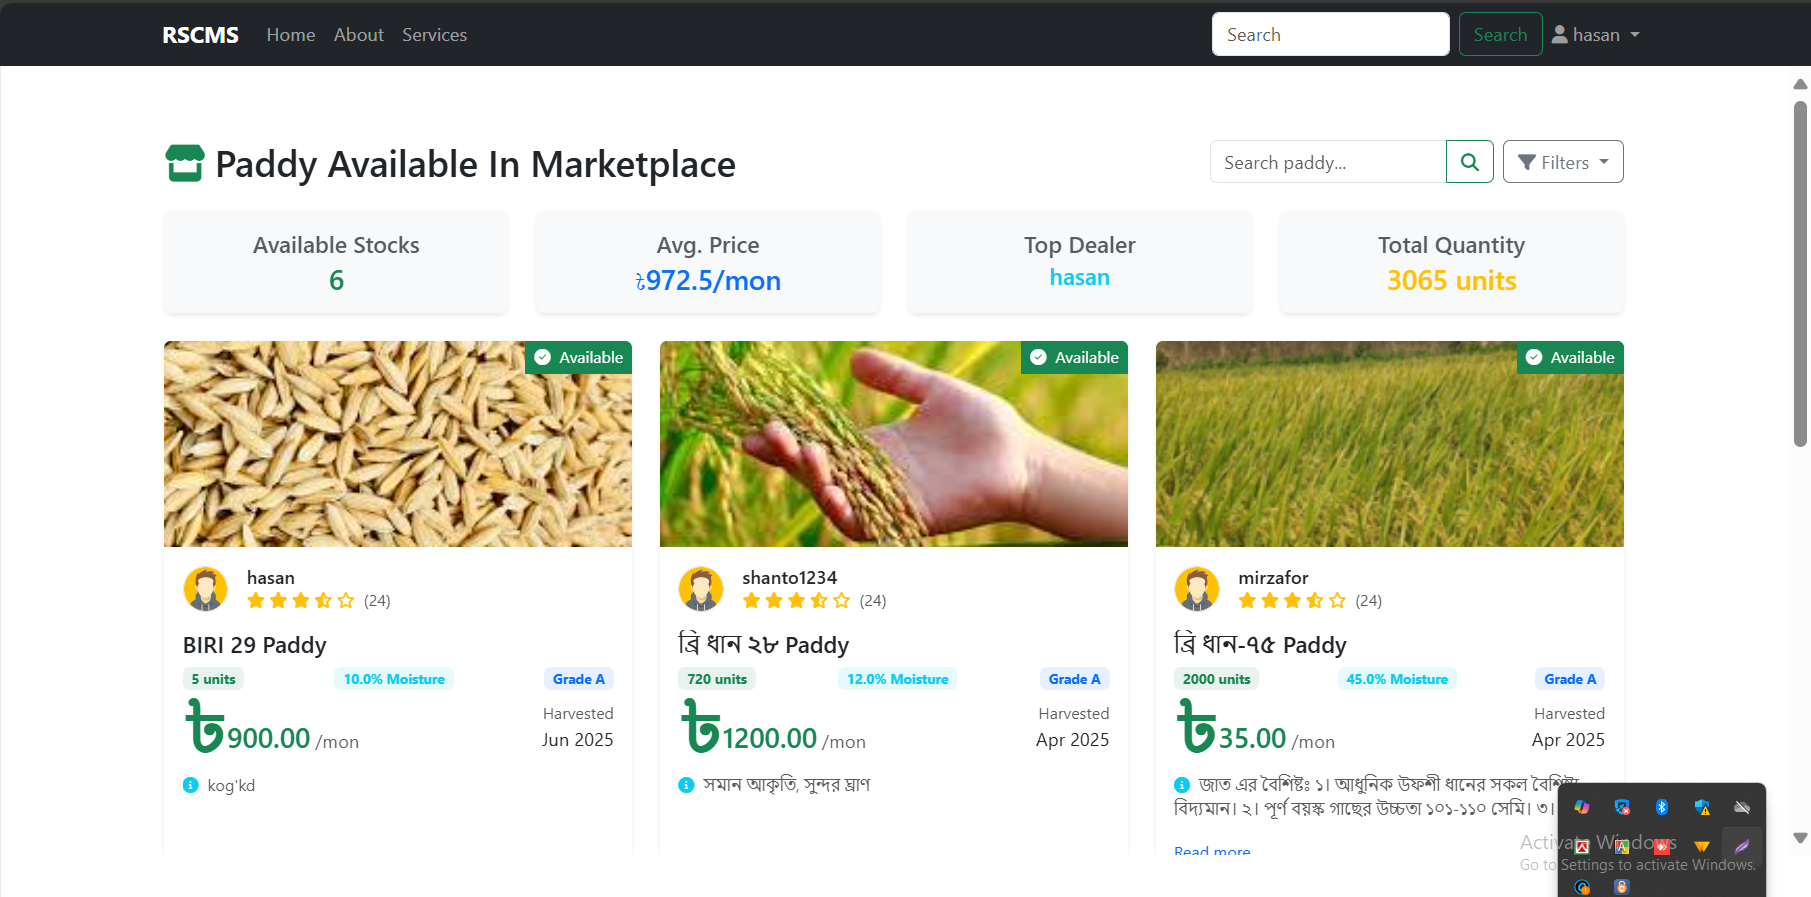 RSCMS Home About Services Search Search hasan
Paddy Available In Marketplace Search paddy... Filters
Available Stocks Avg. Price Top Dealer Total Quantity
6 ৳972.5/mon hasan 3065 units
Available Available Available
hasan
(24)
BIRI 29 Paddy
5 units 10.0% Moisture Grade A
৳900.00 /mon Harvested
Jun 2025
kog'kd
shanto1234
(24)
ব্রি ধান ২৮ Paddy
720 units 12.0% Moisture Grade A
৳1200.00 /mon Harvested
Apr 2025
সমান আকৃতি, সুন্দর ঘ্রাণ
mirzafor
(24)
ব্রি ধান-৭৫ Paddy
2000 units 45.0% Moisture Grade A
৳35.00 /mon Harvested
Apr 2025
জাত এর বৈশিষ্টঃ ১। আধুনিক উফশী ধানের সকল বৈশিষ্ট্য
বিদ্যমান। ২। পূর্ণ বয়স্ক গাছের উচ্চতা ১০১-১১০ সেমি। ৩।
Read more
Activate Windows
Go to Settings to activate Windows.